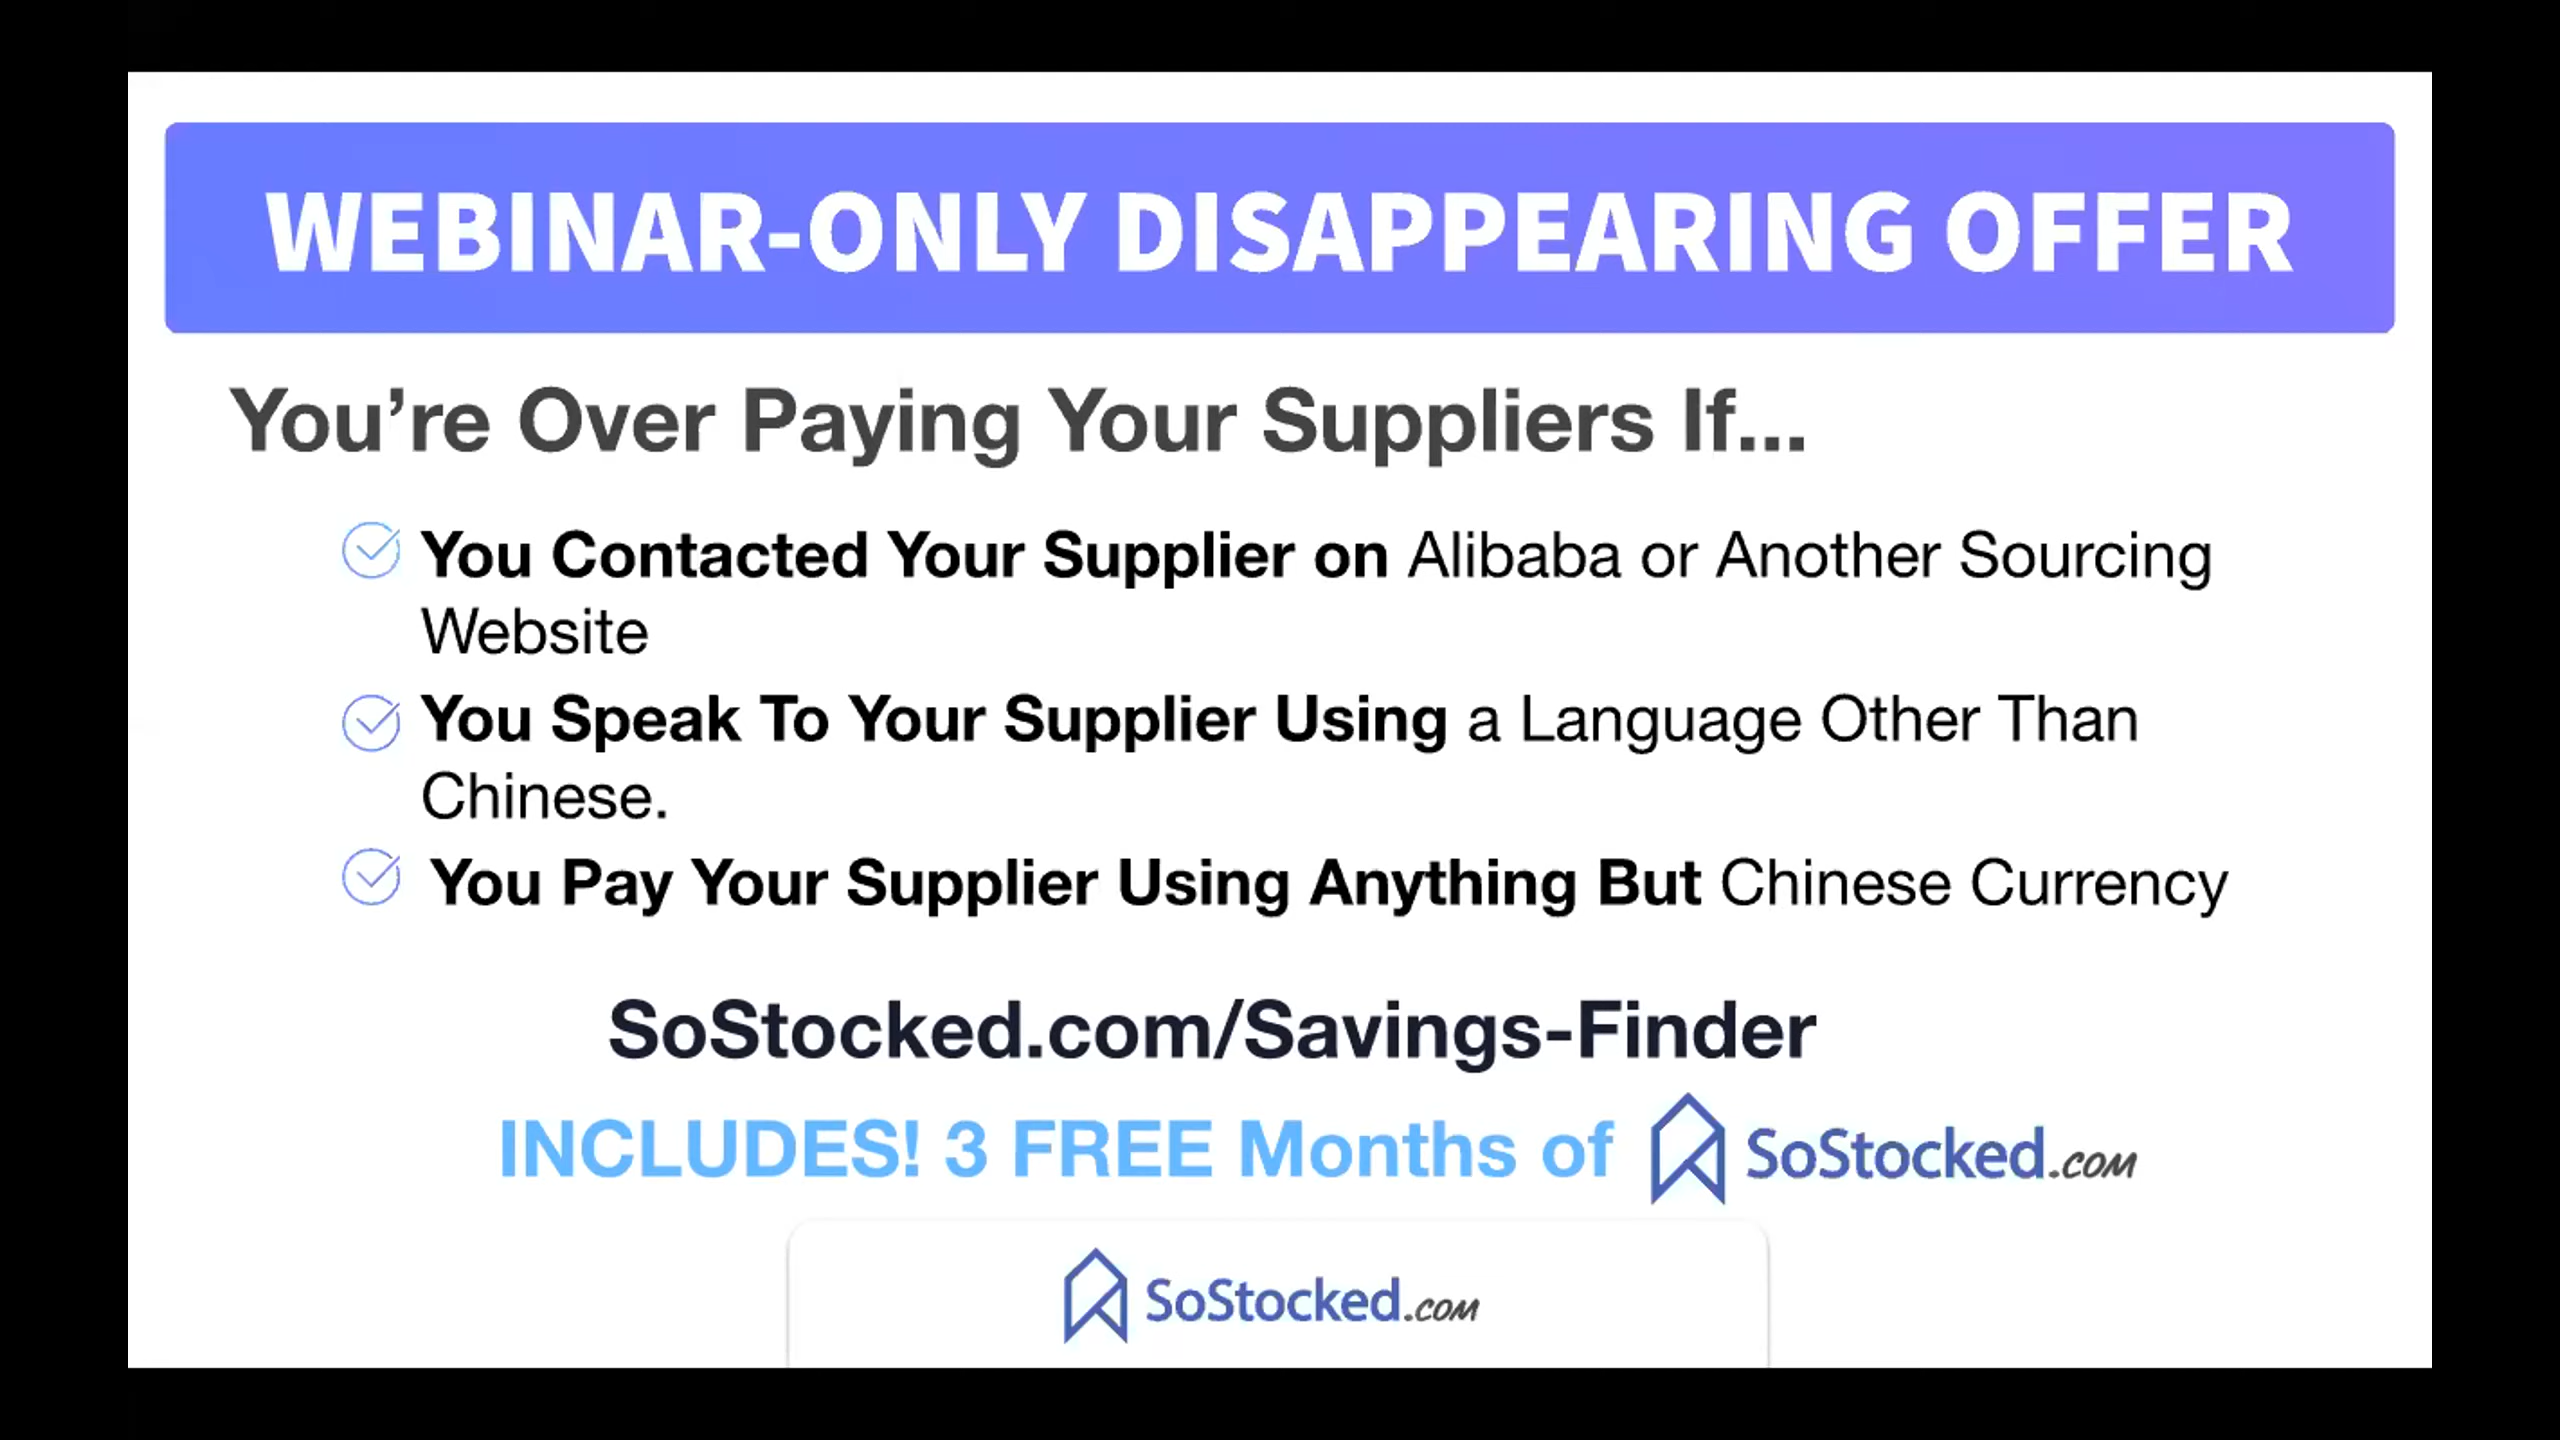 WEBINAR-ONLY DISAPPEARING OFFER
You’re Over Paying Your Suppliers If...
You Contacted Your Supplier on Alibaba or Another Sourcing
Website
You Speak To Your Supplier Using a Language Other Than
Chinese.
You Pay Your Supplier Using Anything But Chinese Currency
SoStocked.com/Savings-Finder
INCLUDES! 3 FREE Months of SoStocked.com
SoStocked.com